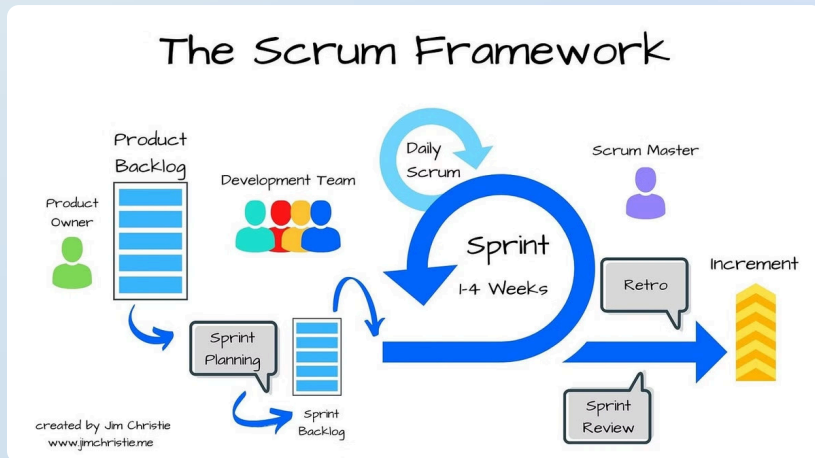 The Scrum Framework
Product
Backlog
Product
Owner
Development Team
Daily
Scrum
Scrum Master
Sprint
1-4 Weeks
Retro
Increment
Sprint
Planning
Sprint
Backlog
Sprint
Review
created by Jim Christie
www.jimchristie.me